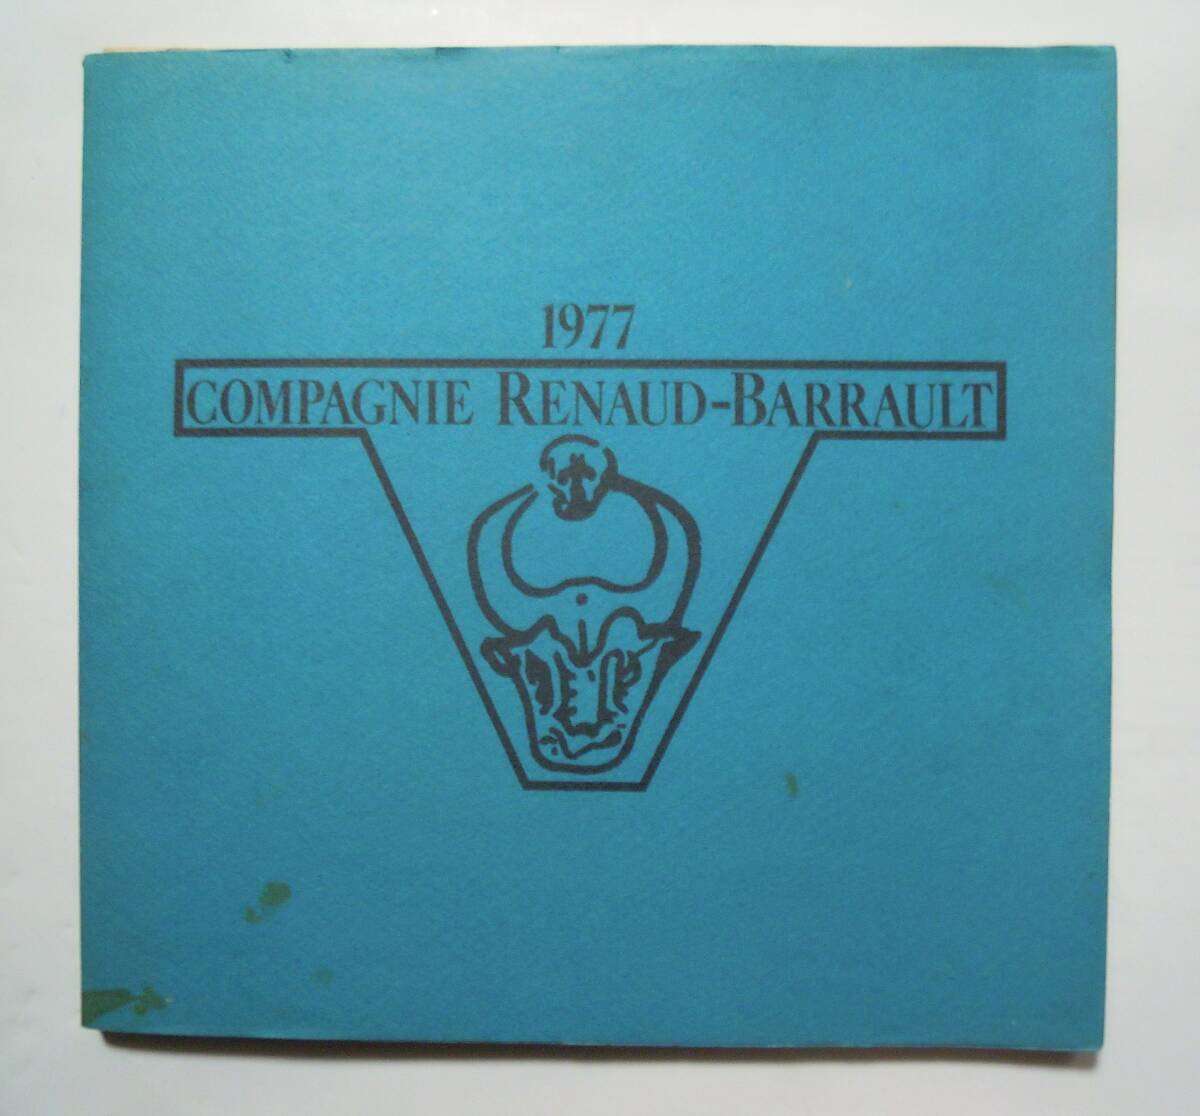 1977
COMPAGNIE RENAUD-BARRAULT